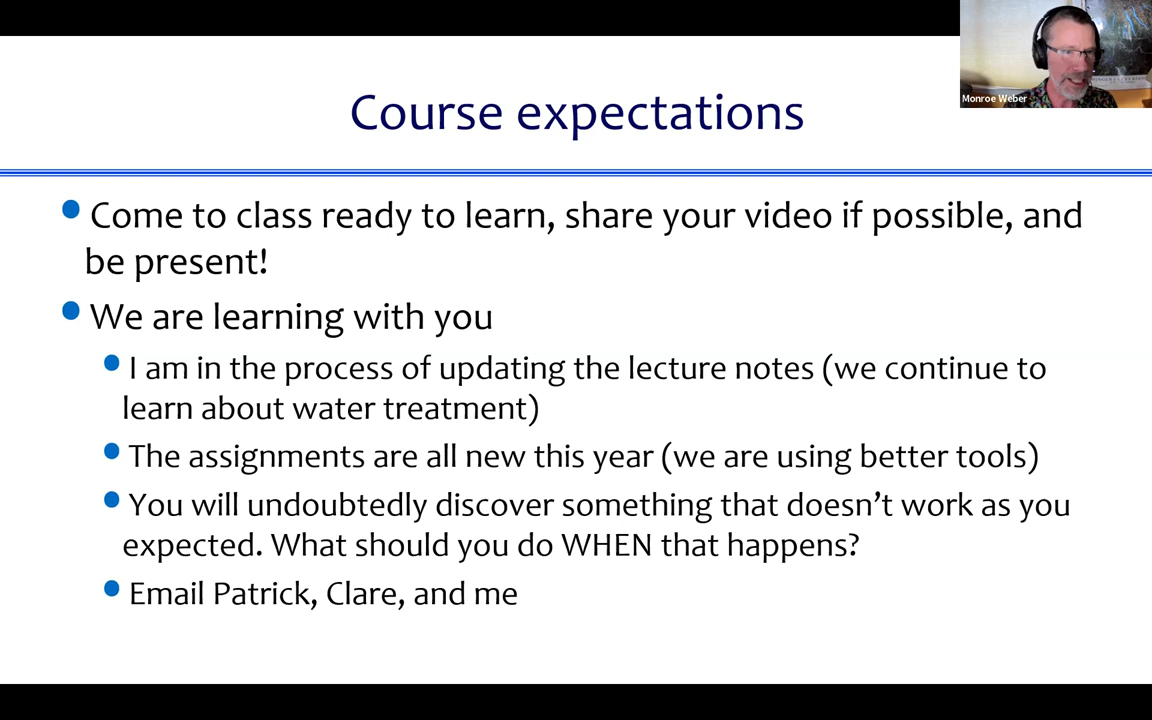 Monroe Weber
Course expectations
Come to class ready to learn, share your video if possible, and
be present!
We are learning with you
I am in the process of updating the lecture notes (we continue to
learn about water treatment)
The assignments are all new this year (we are using better tools)
You will undoubtedly discover something that doesn’t work as you
expected. What should you do WHEN that happens?
Email Patrick, Clare, and me